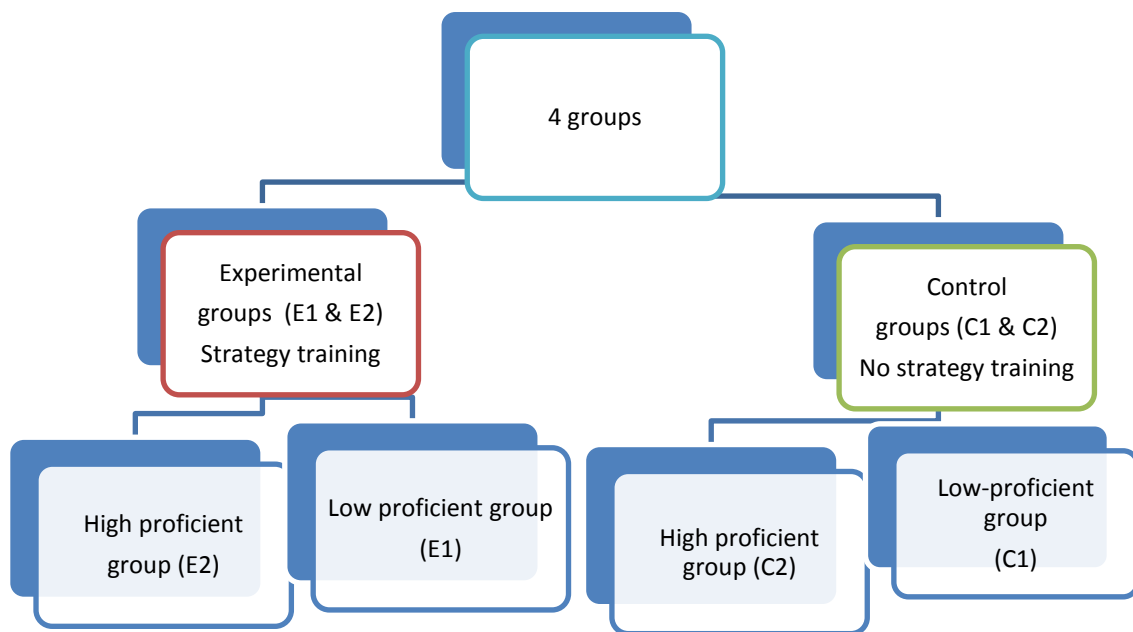 4 groups
Experimental
groups (E1 & E2)
Strategy training
Control
groups (C1 & C2)
No strategy training
High proficient
group (E2)
Low proficient group
(E1)
High proficient
group (C2)
Low-proficient
group
(C1)